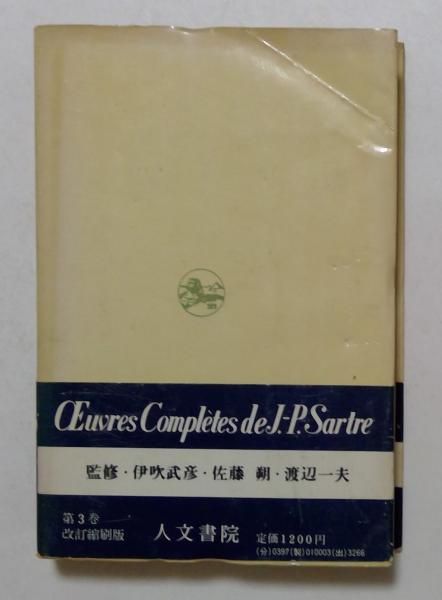 Œuvres Complètes de J.-P. Sartre
監修・伊吹武彦・佐藤 朔・渡辺一夫
第3巻
改訂縮刷版
人文書院
定価1200円
(分)0397(製)010003(出)3266